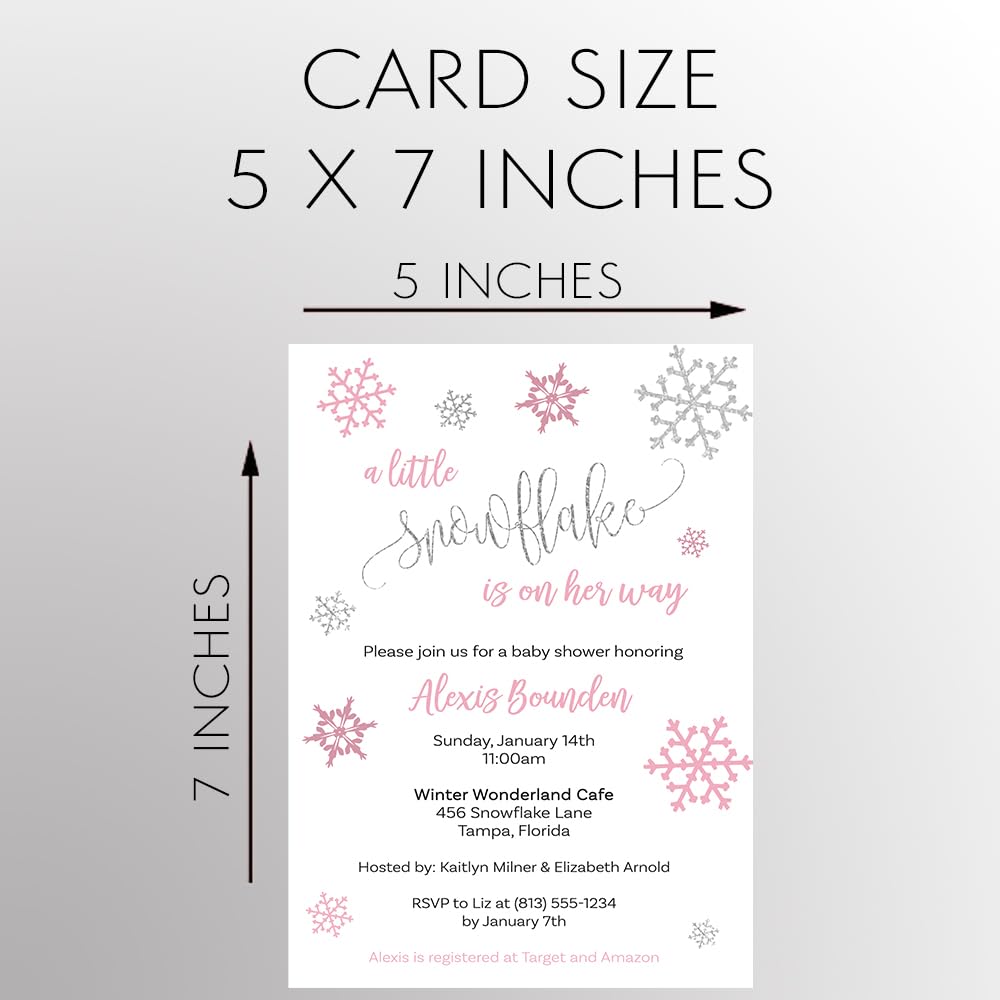 CARD SIZE
5 X 7 INCHES
5 INCHES
7 INCHES
a little
snowflake
is on her way
Please join us for a baby shower honoring
Alexis Bounden
Sunday, January 14th
11:00am
Winter Wonderland Cafe
456 Snowflake Lane
Tampa, Florida
Hosted by: Kaitlyn Milner & Elizabeth Arnold
RSVP to Liz at (813) 555-1234
by January 7th
Alexis is registered at Target and Amazon